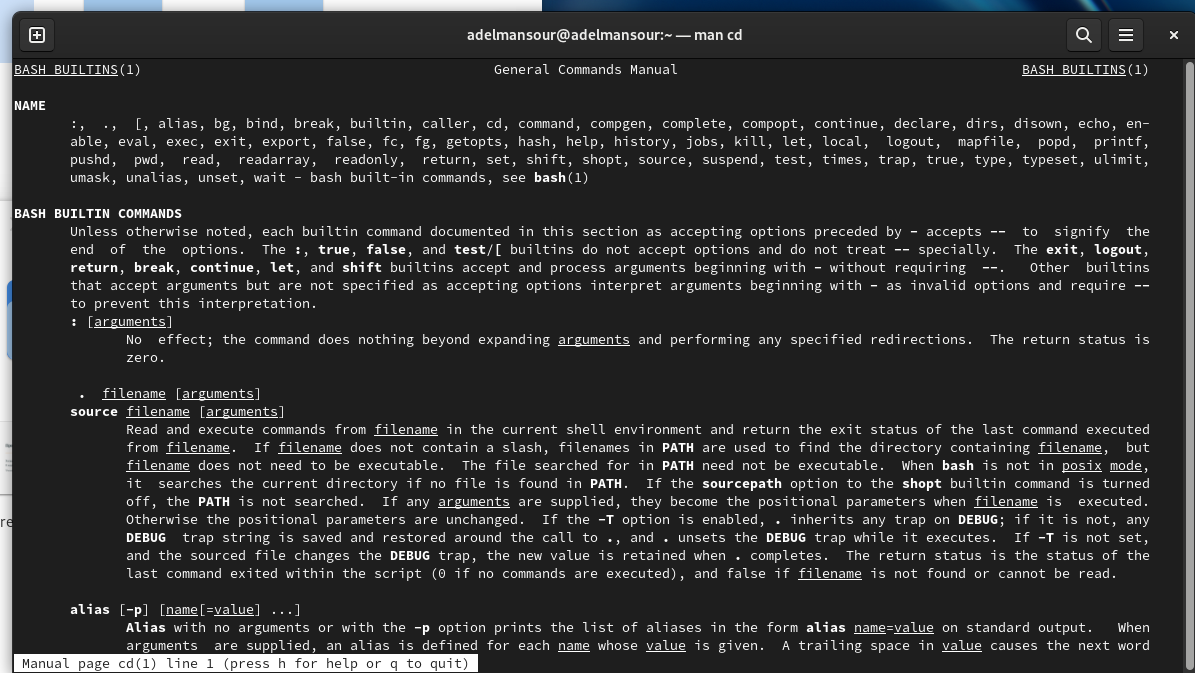 adelmansour@adelmansour:~ — man cd
BASH BUILTINS(1) General Commands Manual BASH BUILTINS(1)
NAME
:, ., [, alias, bg, bind, break, builtin, caller, cd, command, compgen, complete, compopt, continue, declare, dirs, disown, echo, en-
able, eval, exec, exit, export, false, fc, fg, getopts, hash, help, history, jobs, kill, let, local, logout, mapfile, popd, printf,
pushd, pwd, read, readarray, readonly, return, set, shift, shopt, source, suspend, test, times, trap, true, type, typeset, ulimit,
umask, unalias, unset, wait - bash built-in commands, see bash(1)
BASH BUILTIN COMMANDS
Unless otherwise noted, each builtin command documented in this section as accepting options preceded by - accepts -- to signify the
end of the options. The :, true, false, and test/[ builtins do not accept options and do not treat -- specially. The exit, logout,
return, break, continue, let, and shift builtins accept and process arguments beginning with - without requiring --. Other builtins
that accept arguments but are not specified as accepting options interpret arguments beginning with - as invalid options and require --
to prevent this interpretation.
: [arguments]
No effect; the command does nothing beyond expanding arguments and performing any specified redirections. The return status is
zero.
. filename [arguments]
source filename [arguments]
Read and execute commands from filename in the current shell environment and return the exit status of the last command executed
from filename. If filename does not contain a slash, filenames in PATH are used to find the directory containing filename, but
filename does not need to be executable. The file searched for in PATH need not be executable. When bash is not in posix mode,
it searches the current directory if no file is found in PATH. If the sourcepath option to the shopt builtin command is turned
off, the PATH is not searched. If any arguments are supplied, they become the positional parameters when filename is executed.
Otherwise the positional parameters are unchanged. If the -T option is enabled, . inherits any trap on DEBUG; if it is not, any
DEBUG trap string is saved and restored around the call to ., and . unsets the DEBUG trap while it executes. If -T is not set,
and the sourced file changes the DEBUG trap, the new value is retained when . completes. The return status is the status of the
last command exited within the script (0 if no commands are executed), and false if filename is not found or cannot be read.
alias [-p] [name[=value] ...]
Alias with no arguments or with the -p option prints the list of aliases in the form alias name=value on standard output. When
arguments are supplied, an alias is defined for each name whose value is given. A trailing space in value causes the next word
Manual page cd(1) line 1 (press h for help or q to quit)